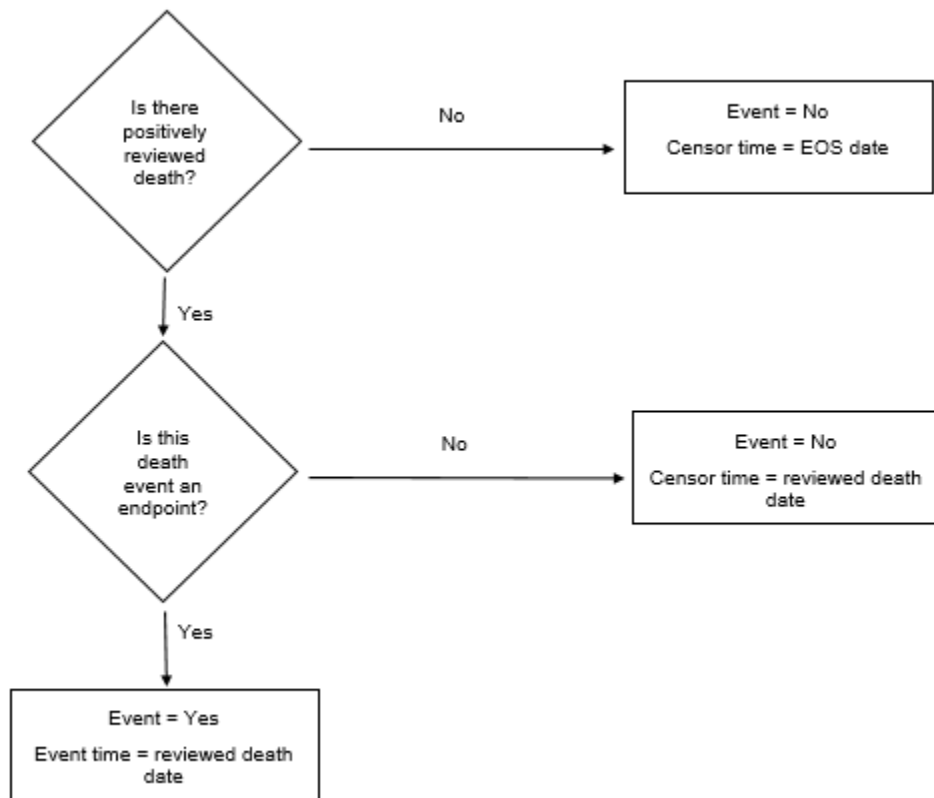 Is there
positively
reviewed
death?
No
Event = No
Censor time = EOS date
Yes
Is this
death
event an
endpoint?
No
Event = No
Censor time = reviewed death
date
Yes
Event = Yes
Event time = reviewed death
date